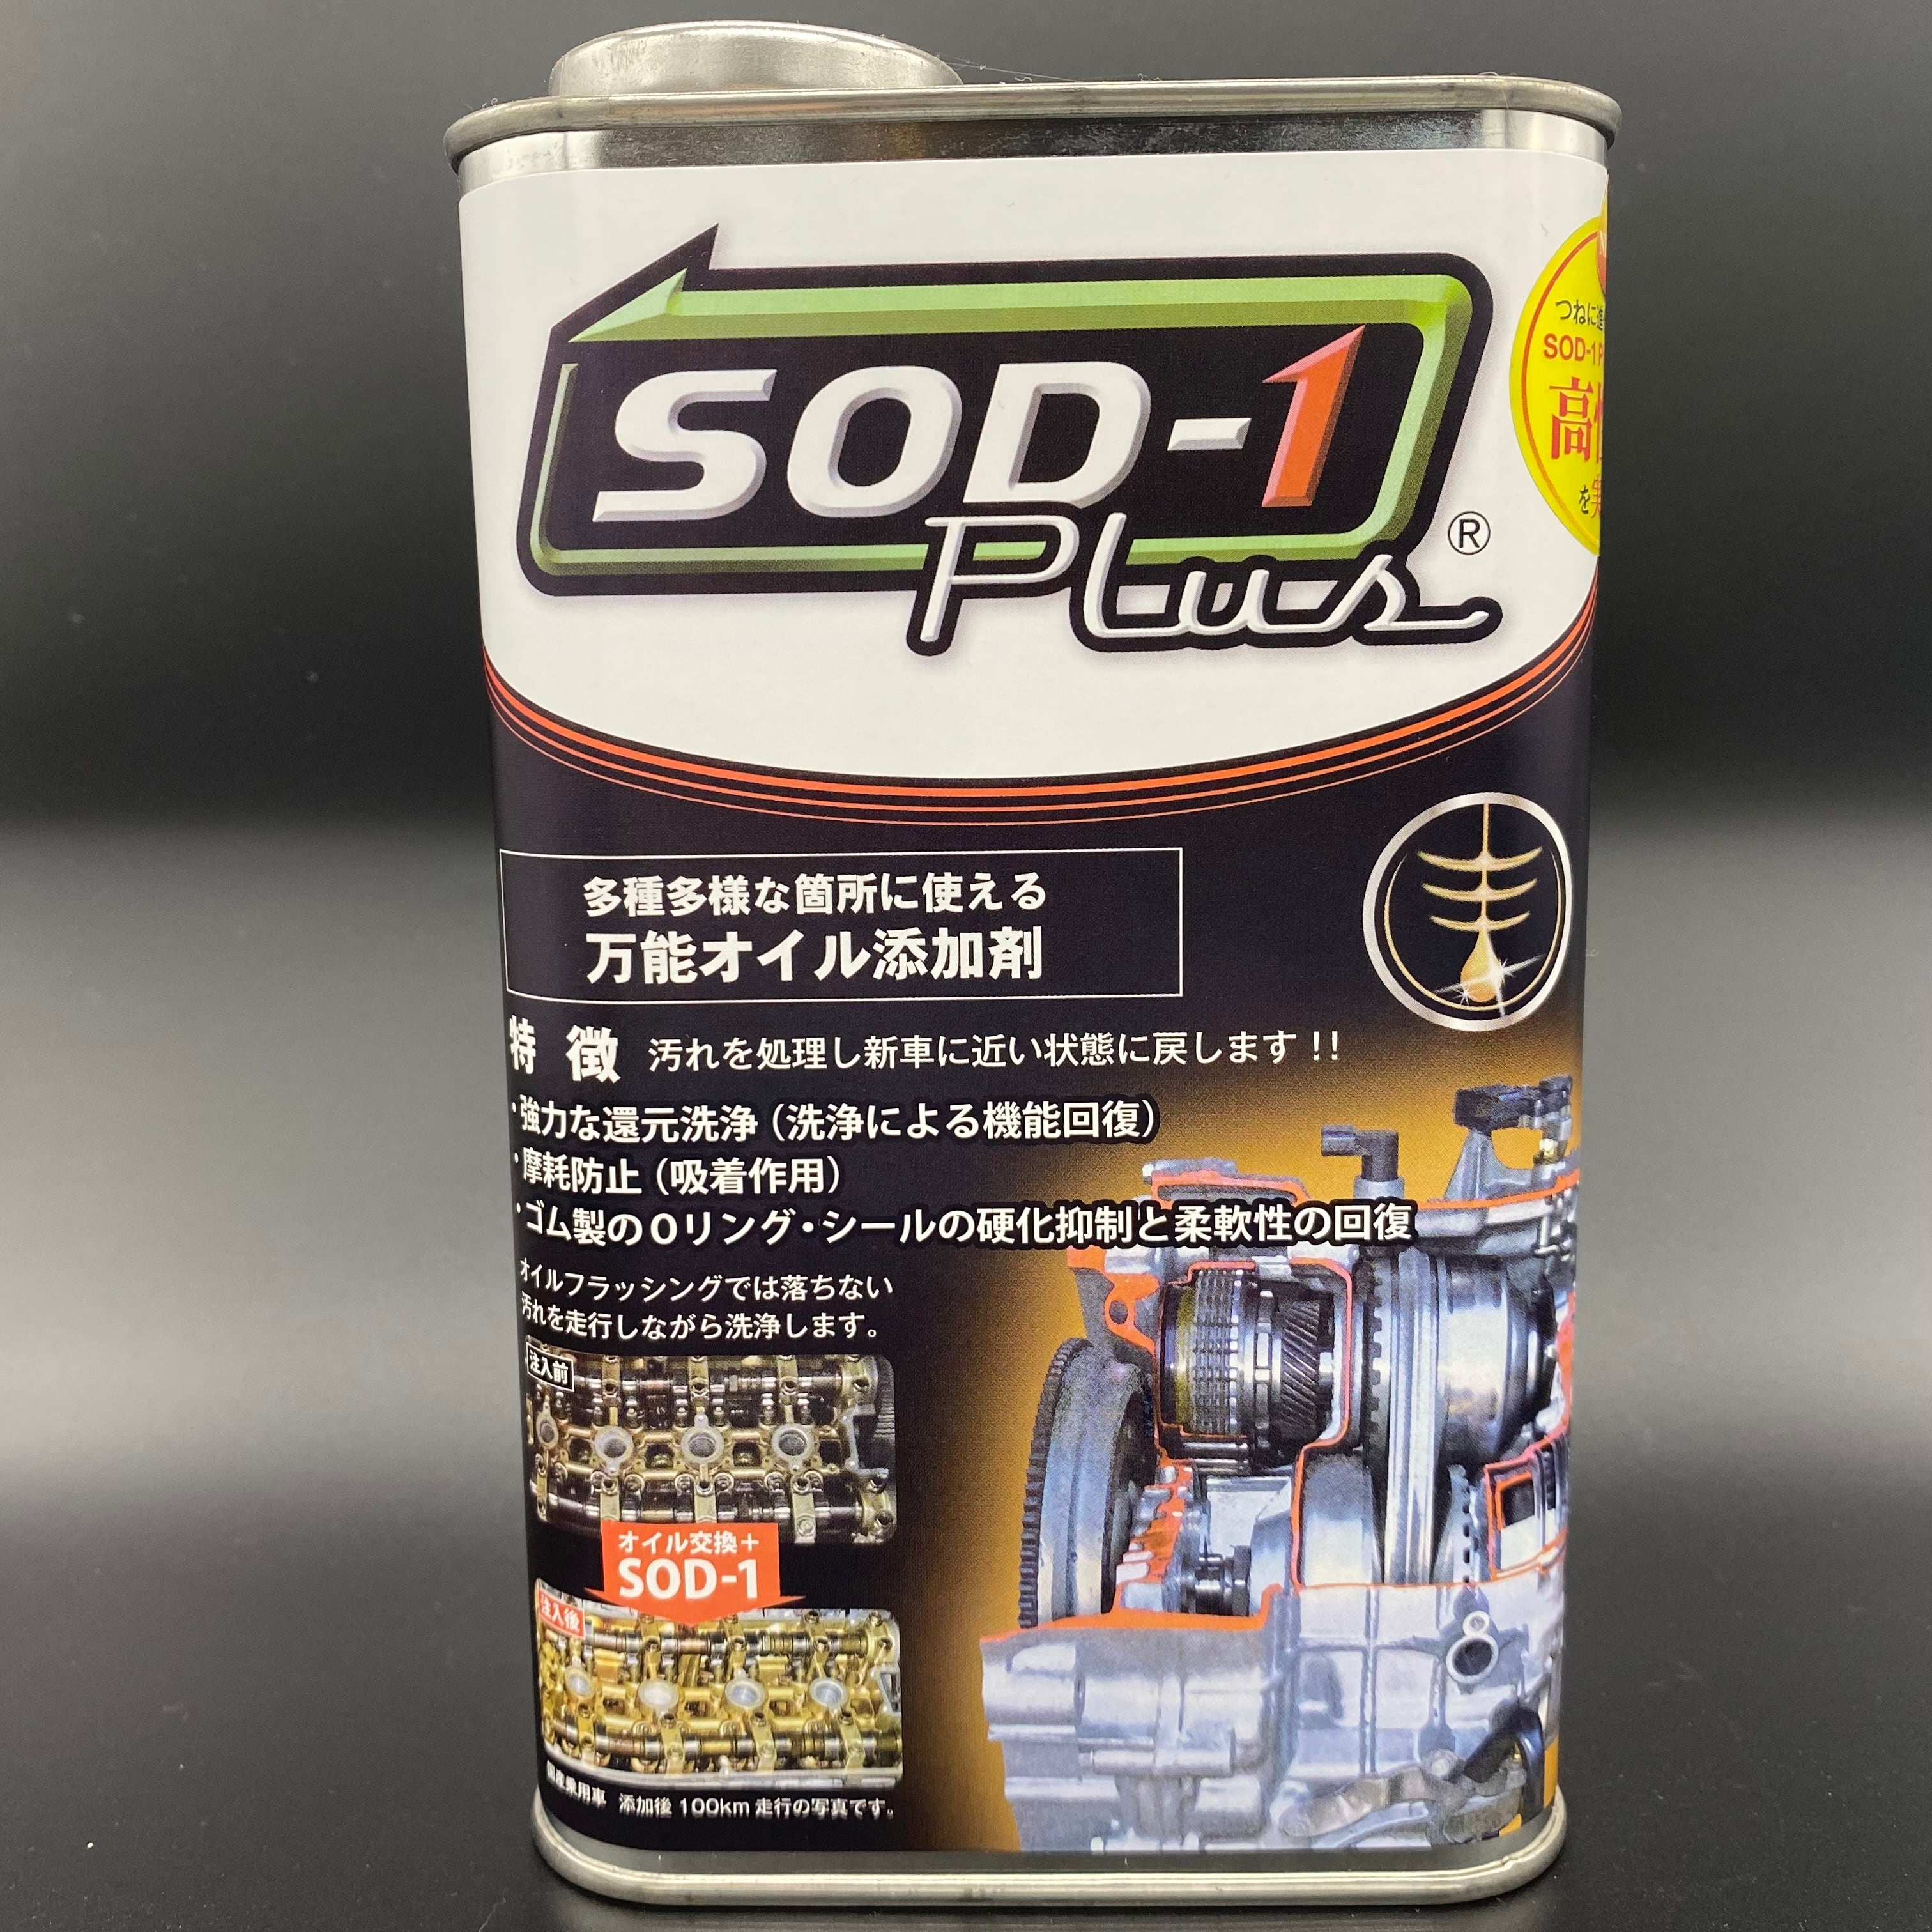 SOD-1
Plus
®
つねに進
SOD-1 P
高性
を実
多種多様な箇所に使える
万能オイル添加剤
特 徴 汚れを処理し新車に近い状態に戻します!!
・強力な還元洗浄(洗浄による機能回復)
・摩耗防止(吸着作用)
・ゴム製のOリング・シールの硬化抑制と柔軟性の回復
オイルフラッシングでは落ちない
汚れを走行しながら洗浄します。
注入前
オイル交換+
SOD-1
注入後
国産乗用車 添加後100km走行の写真です。